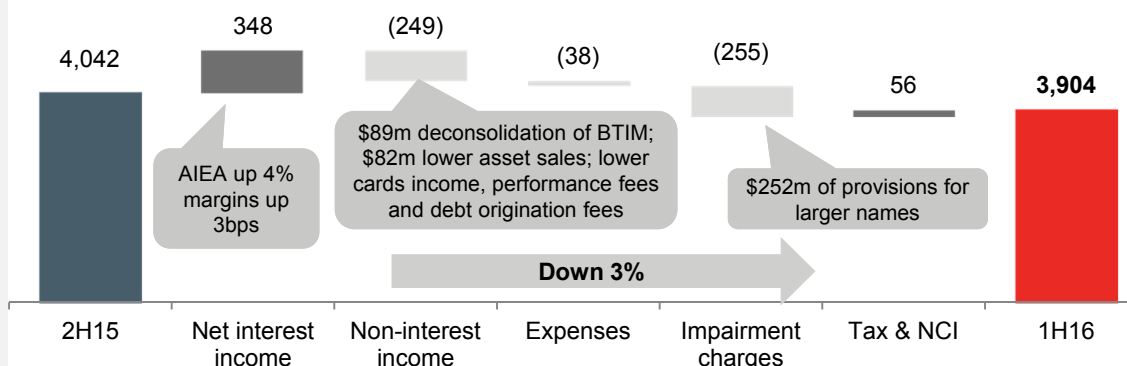 4,042
348
(249)
(38)
(255)
56
3,904
AIEA up 4%
margins up
3bps
$89m deconsolidation of BTIM;
$82m lower asset sales; lower
cards income, performance fees
and debt origination fees
$252m of provisions for
larger names
Down 3%
2H15
Net interest
income
Non-interest
income
Expenses
Impairment
charges
Tax & NCI
1H16